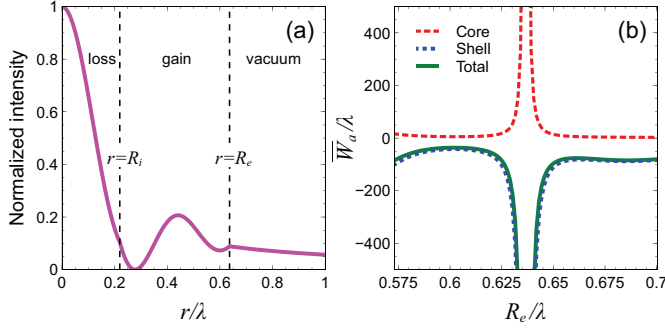 (a)
loss
gain
vacuum
r=R_i
r=R_e
Normalized intensity
1.0
0.8
0.6
0.4
0.2
0
0
0.2
0.4
0.6
0.8
1
r/λ
(b)
Core
Shell
Total
W̅_a/λ
400
200
0
−200
−400
0.575
0.6
0.625
0.65
0.675
0.7
R_e/λ